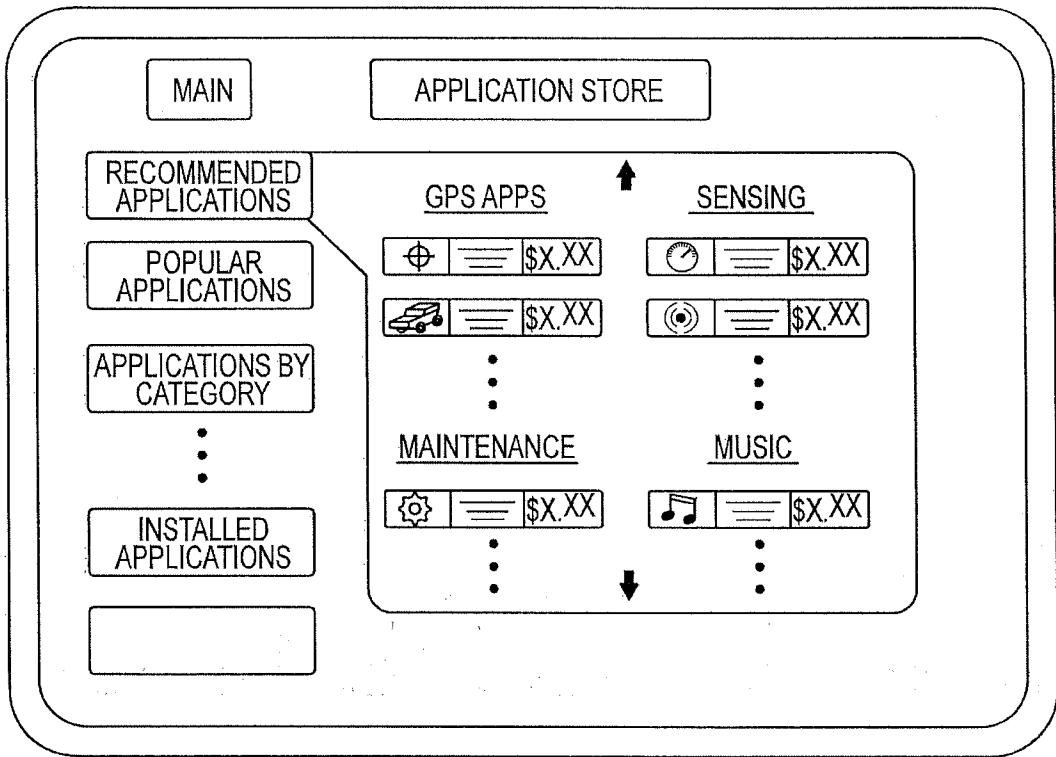 MAIN
APPLICATION STORE
RECOMMENDED
APPLICATIONS
POPULAR
APPLICATIONS
APPLICATIONS BY
CATEGORY
INSTALLED
APPLICATIONS
GPS APPS
$X.XX
$X.XX
SENSING
$X.XX
$X.XX
MAINTENANCE
$X.XX
MUSIC
$X.XX